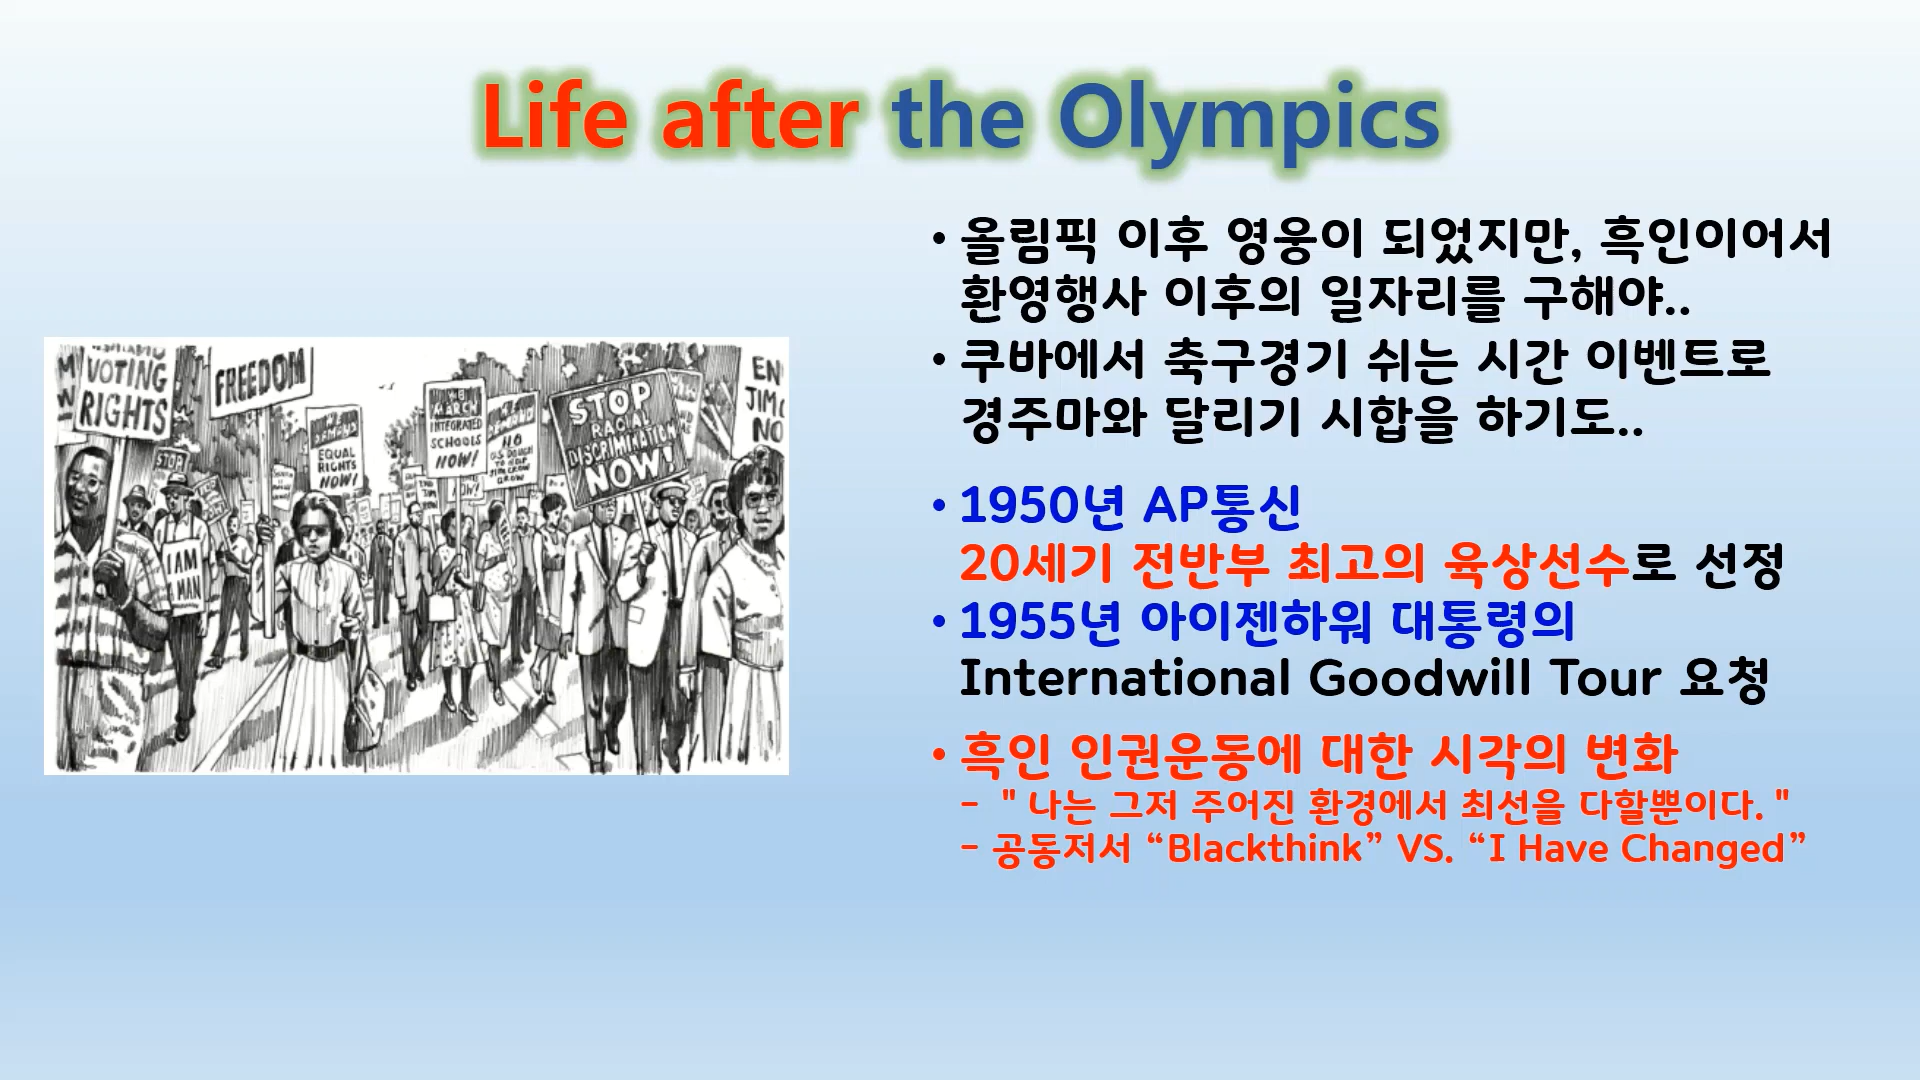 Life after the Olympics
• 올림픽 이후 영웅이 되었지만, 흑인이어서
환영행사 이후의 일자리를 구해야..
• 쿠바에서 축구경기 쉬는 시간 이벤트로
경주마와 달리기 시합을 하기도..
• 1950년 AP통신
20세기 전반부 최고의 육상선수로 선정
• 1955년 아이젠하워 대통령의
International Goodwill Tour 요청
• 흑인 인권운동에 대한 시각의 변화
- " 나는 그저 주어진 환경에서 최선을 다할뿐이다. "
- 공동저서 “Blackthink” VS. “I Have Changed”
VOTING
RIGHTS
FREEDOM
EQUAL
RIGHTS
NOW!
MARCH
INTEGRATED
SCHOOLS
NOW!
STOP
RACIAL
DISCRIMINATION
NOW!
EN
JIM
NO
STOP
I AM
A MAN